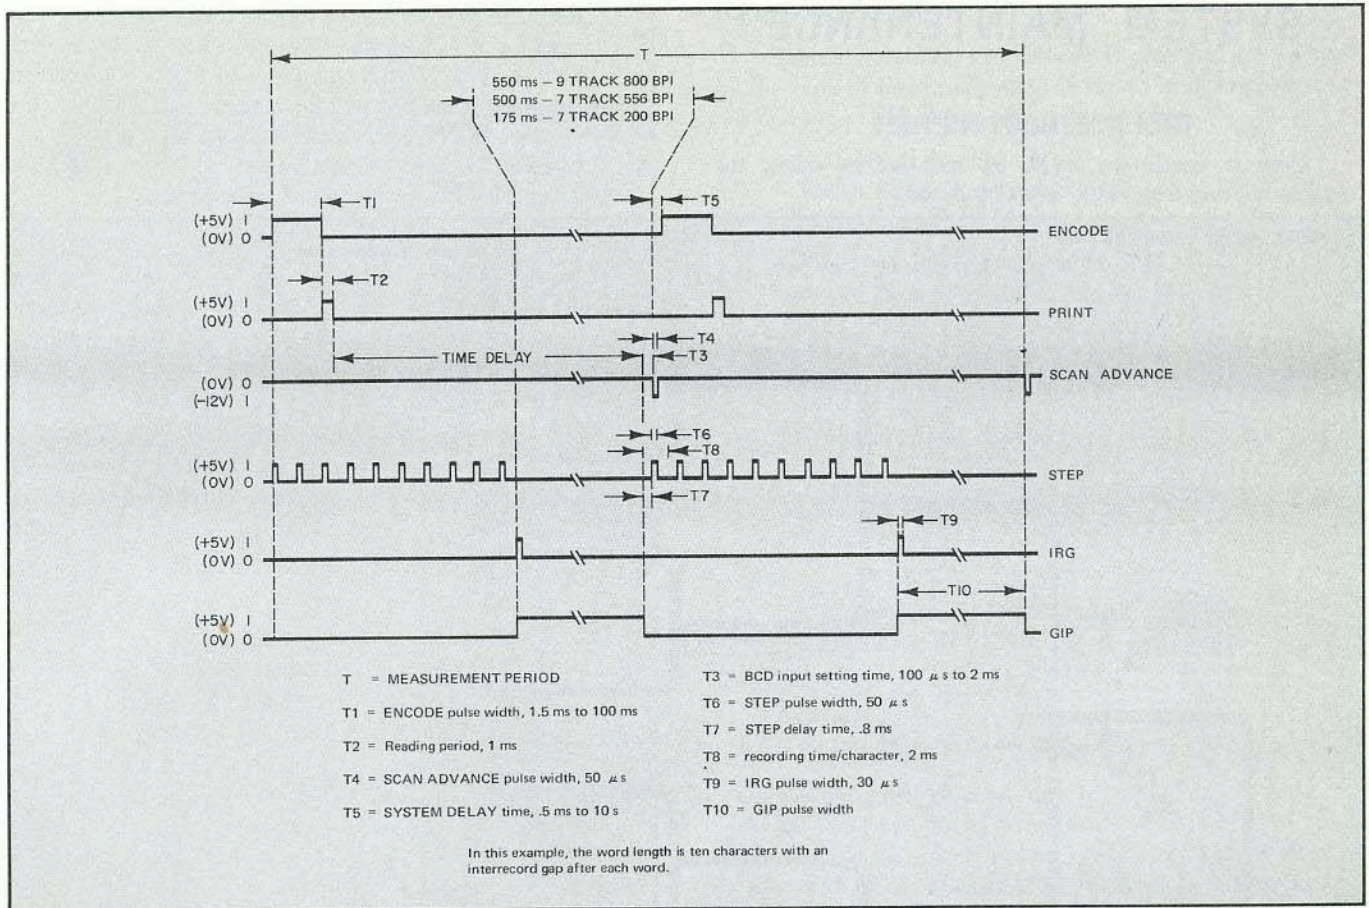 T
550 ms – 9 TRACK 800 BPI
500 ms – 7 TRACK 556 BPI
175 ms – 7 TRACK 200 BPI
T1
T5
(+5V) 1
(0V) 0
ENCODE
T2
(+5V) 1
(0V) 0
PRINT
T4
TIME DELAY
T3
(0V) 0
(-12V) 1
SCAN ADVANCE
T6
T8
(+5V) 1
(0V) 0
STEP
T7
T9
(+5V) 1
(0V) 0
IRG
T10
(+5V) 1
(0V) 0
GIP
T = MEASUREMENT PERIOD
T1 = ENCODE pulse width, 1.5 ms to 100 ms
T2 = Reading period, 1 ms
T4 = SCAN ADVANCE pulse width, 50 μs
T5 = SYSTEM DELAY time, .5 ms to 10 s
T3 = BCD input setting time, 100 μs to 2 ms
T6 = STEP pulse width, 50 μs
T7 = STEP delay time, .8 ms
T8 = recording time/character, 2 ms
T9 = IRG pulse width, 30 μs
T10 = GIP pulse width
In this example, the word length is ten characters with an
interrecord gap after each word.